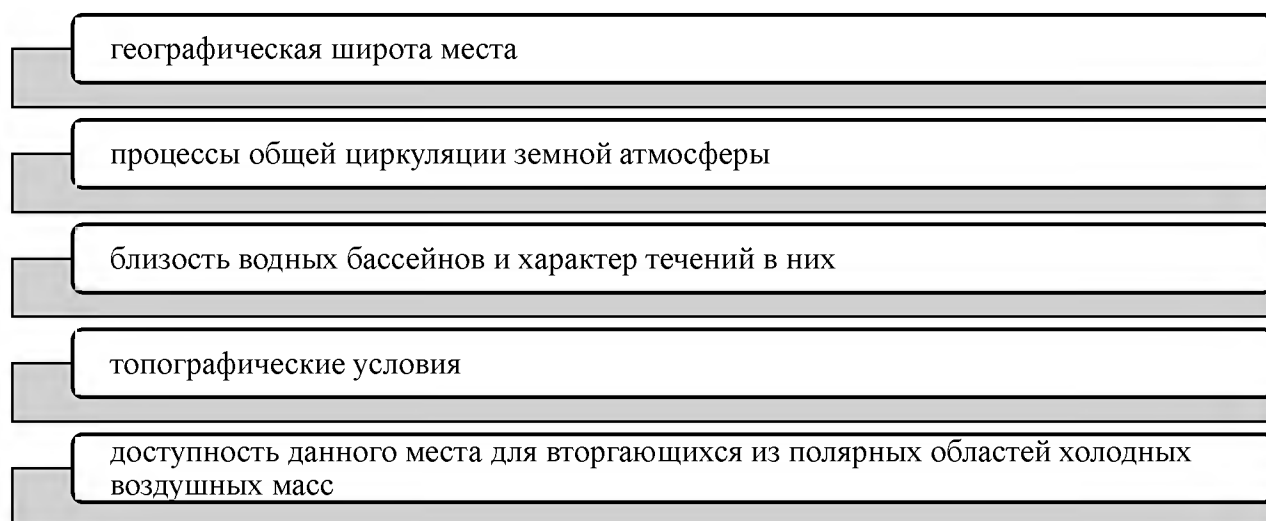 географическая широта места
процессы общей циркуляции земной атмосферы
близость водных бассейнов и характер течений в них
топографические условия
доступность данного места для вторгающихся из полярных областей холодных
воздушных масс